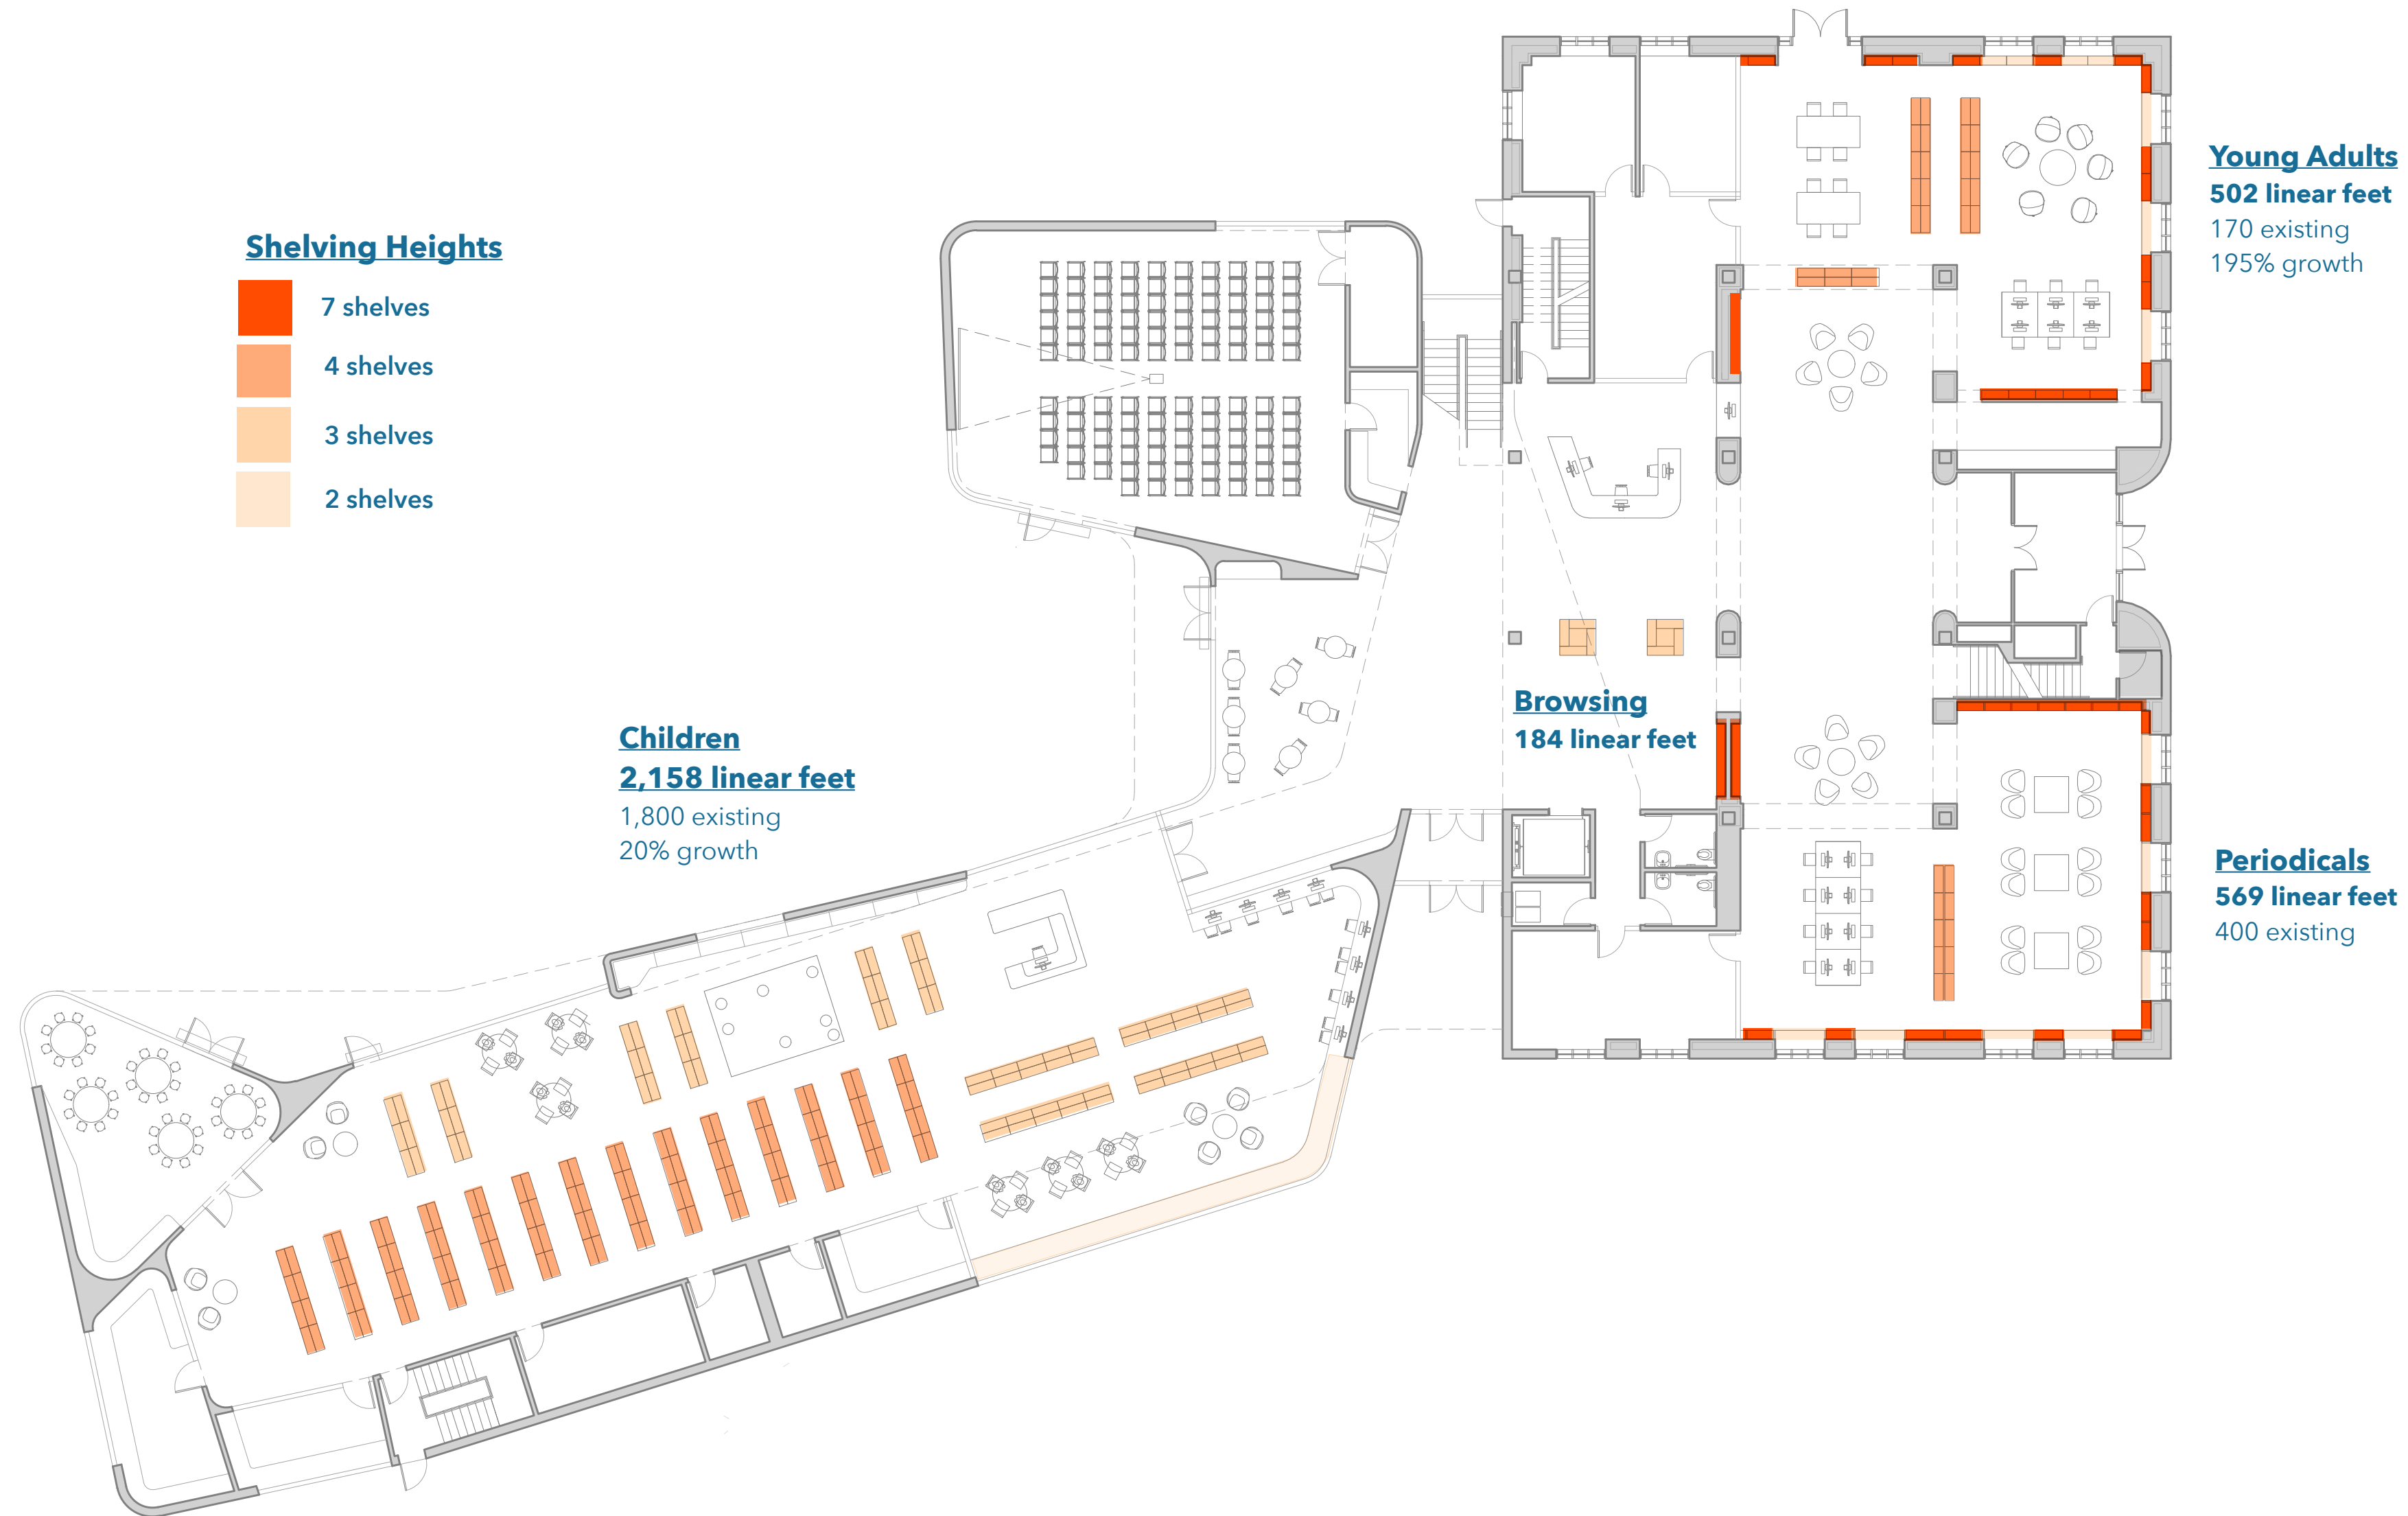 Shelving Heights
7 shelves
4 shelves
3 shelves
2 shelves
Young Adults
502 linear feet
170 existing
195% growth
Browsing
184 linear feet
Children
2,158 linear feet
1,800 existing
20% growth
Periodicals
569 linear feet
400 existing